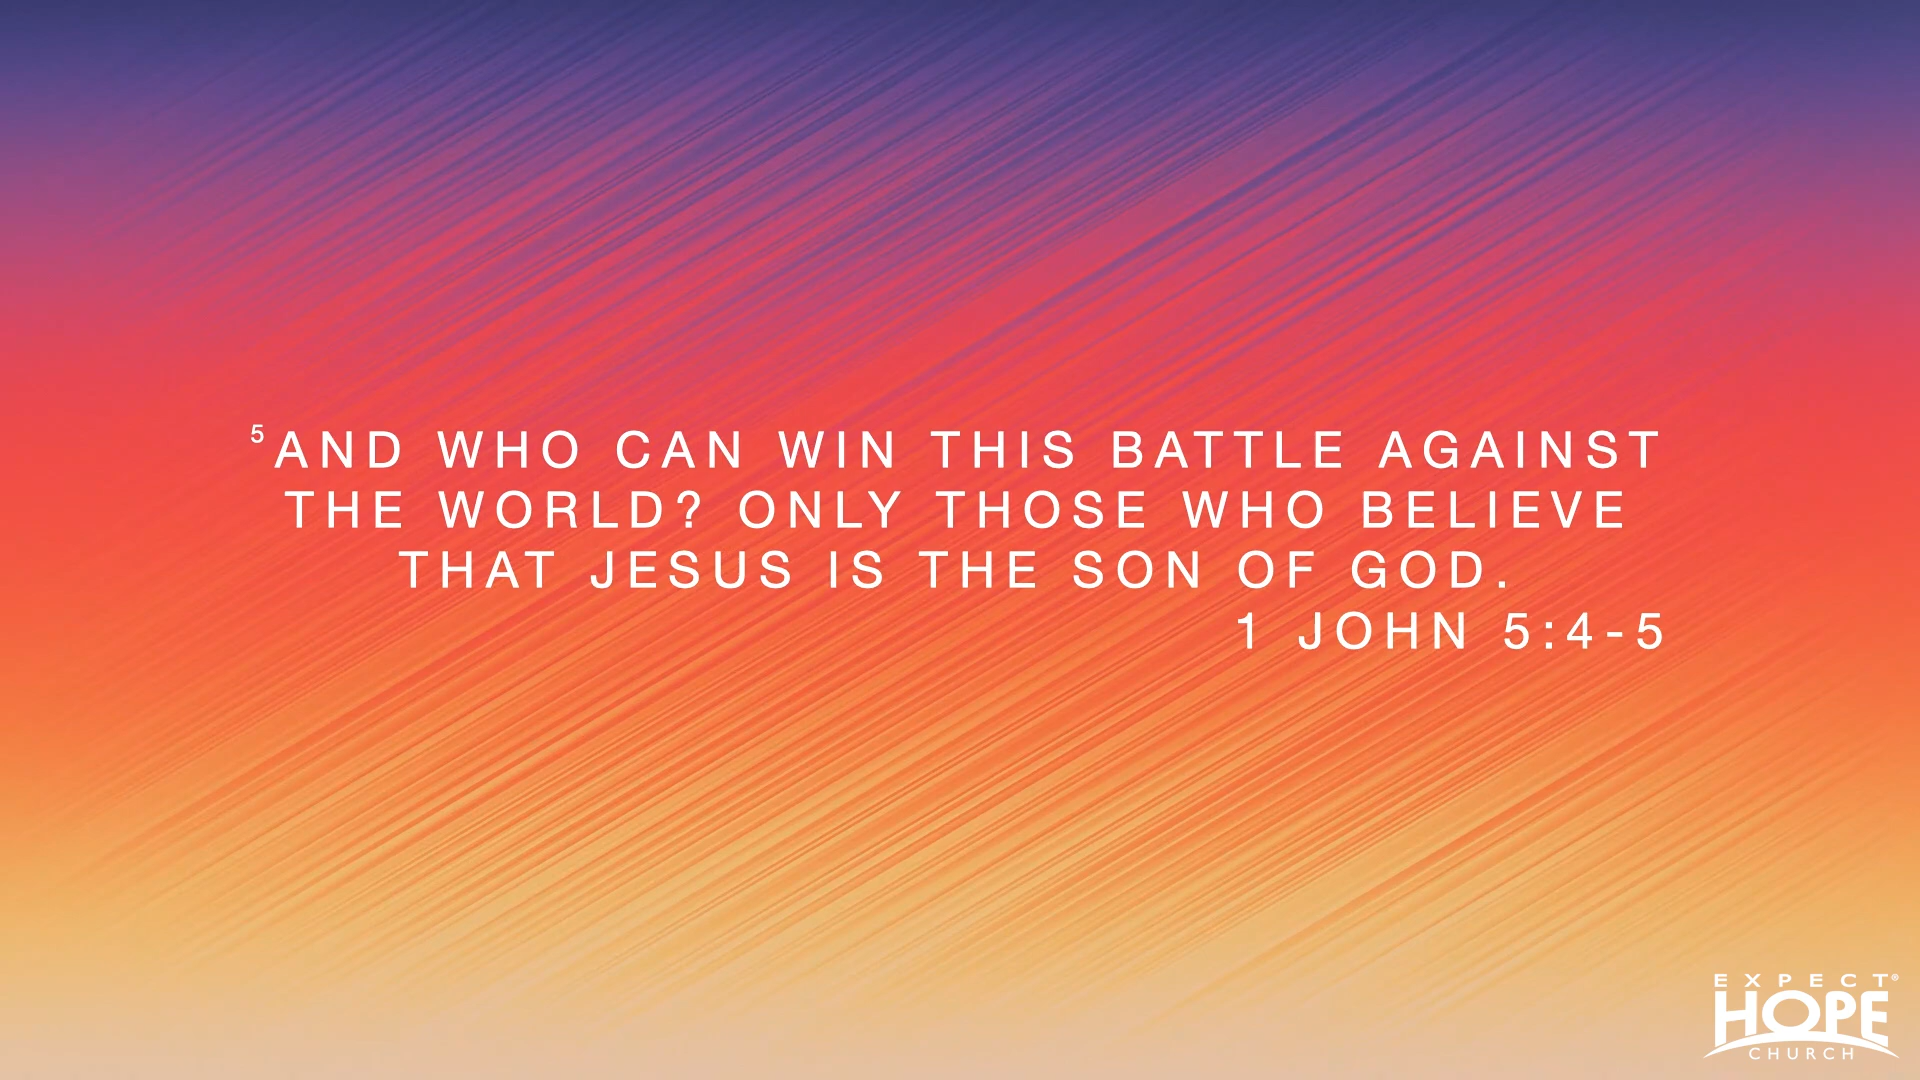 ⁵AND WHO CAN WIN THIS BATTLE AGAINST
THE WORLD? ONLY THOSE WHO BELIEVE
THAT JESUS IS THE SON OF GOD.
1 JOHN 5:4-5
EXPECT®
HOPE
CHURCH